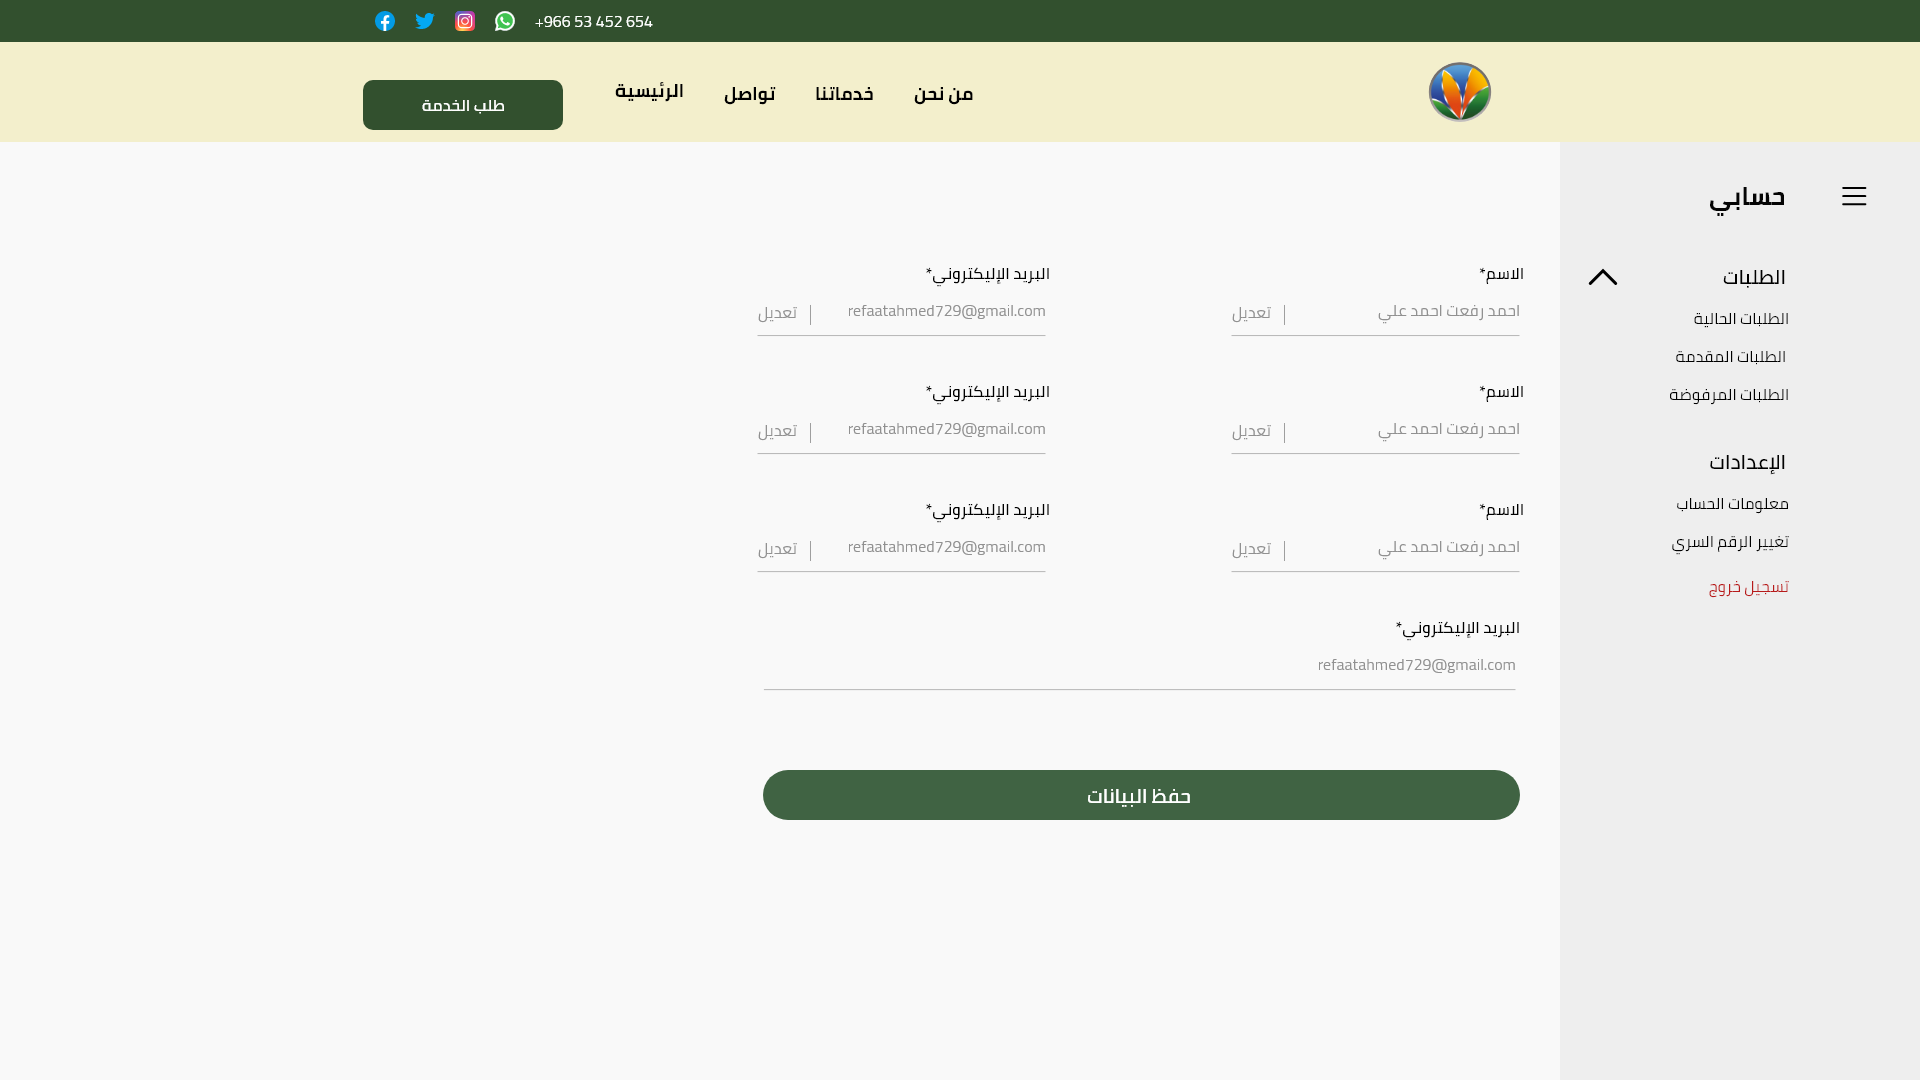 +966 53 452 654
من نحن
خدماتنا
تواصل
الرئيسية
طلب الخدمة
حسابي
الطلبات
الطلبات الحالية
الطلبات المقدمة
الطلبات المرفوضة
الإعدادات
معلومات الحساب
تغيير الرقم السري
تسجيل خروج
الاسم*
احمد رفعت احمد علي
تعديل
البريد الإليكتروني*
refaatahmed729@gmail.com
تعديل
الاسم*
احمد رفعت احمد علي
تعديل
البريد الإليكتروني*
refaatahmed729@gmail.com
تعديل
الاسم*
احمد رفعت احمد علي
تعديل
البريد الإليكتروني*
refaatahmed729@gmail.com
تعديل
البريد الإليكتروني*
refaatahmed729@gmail.com
حفظ البيانات